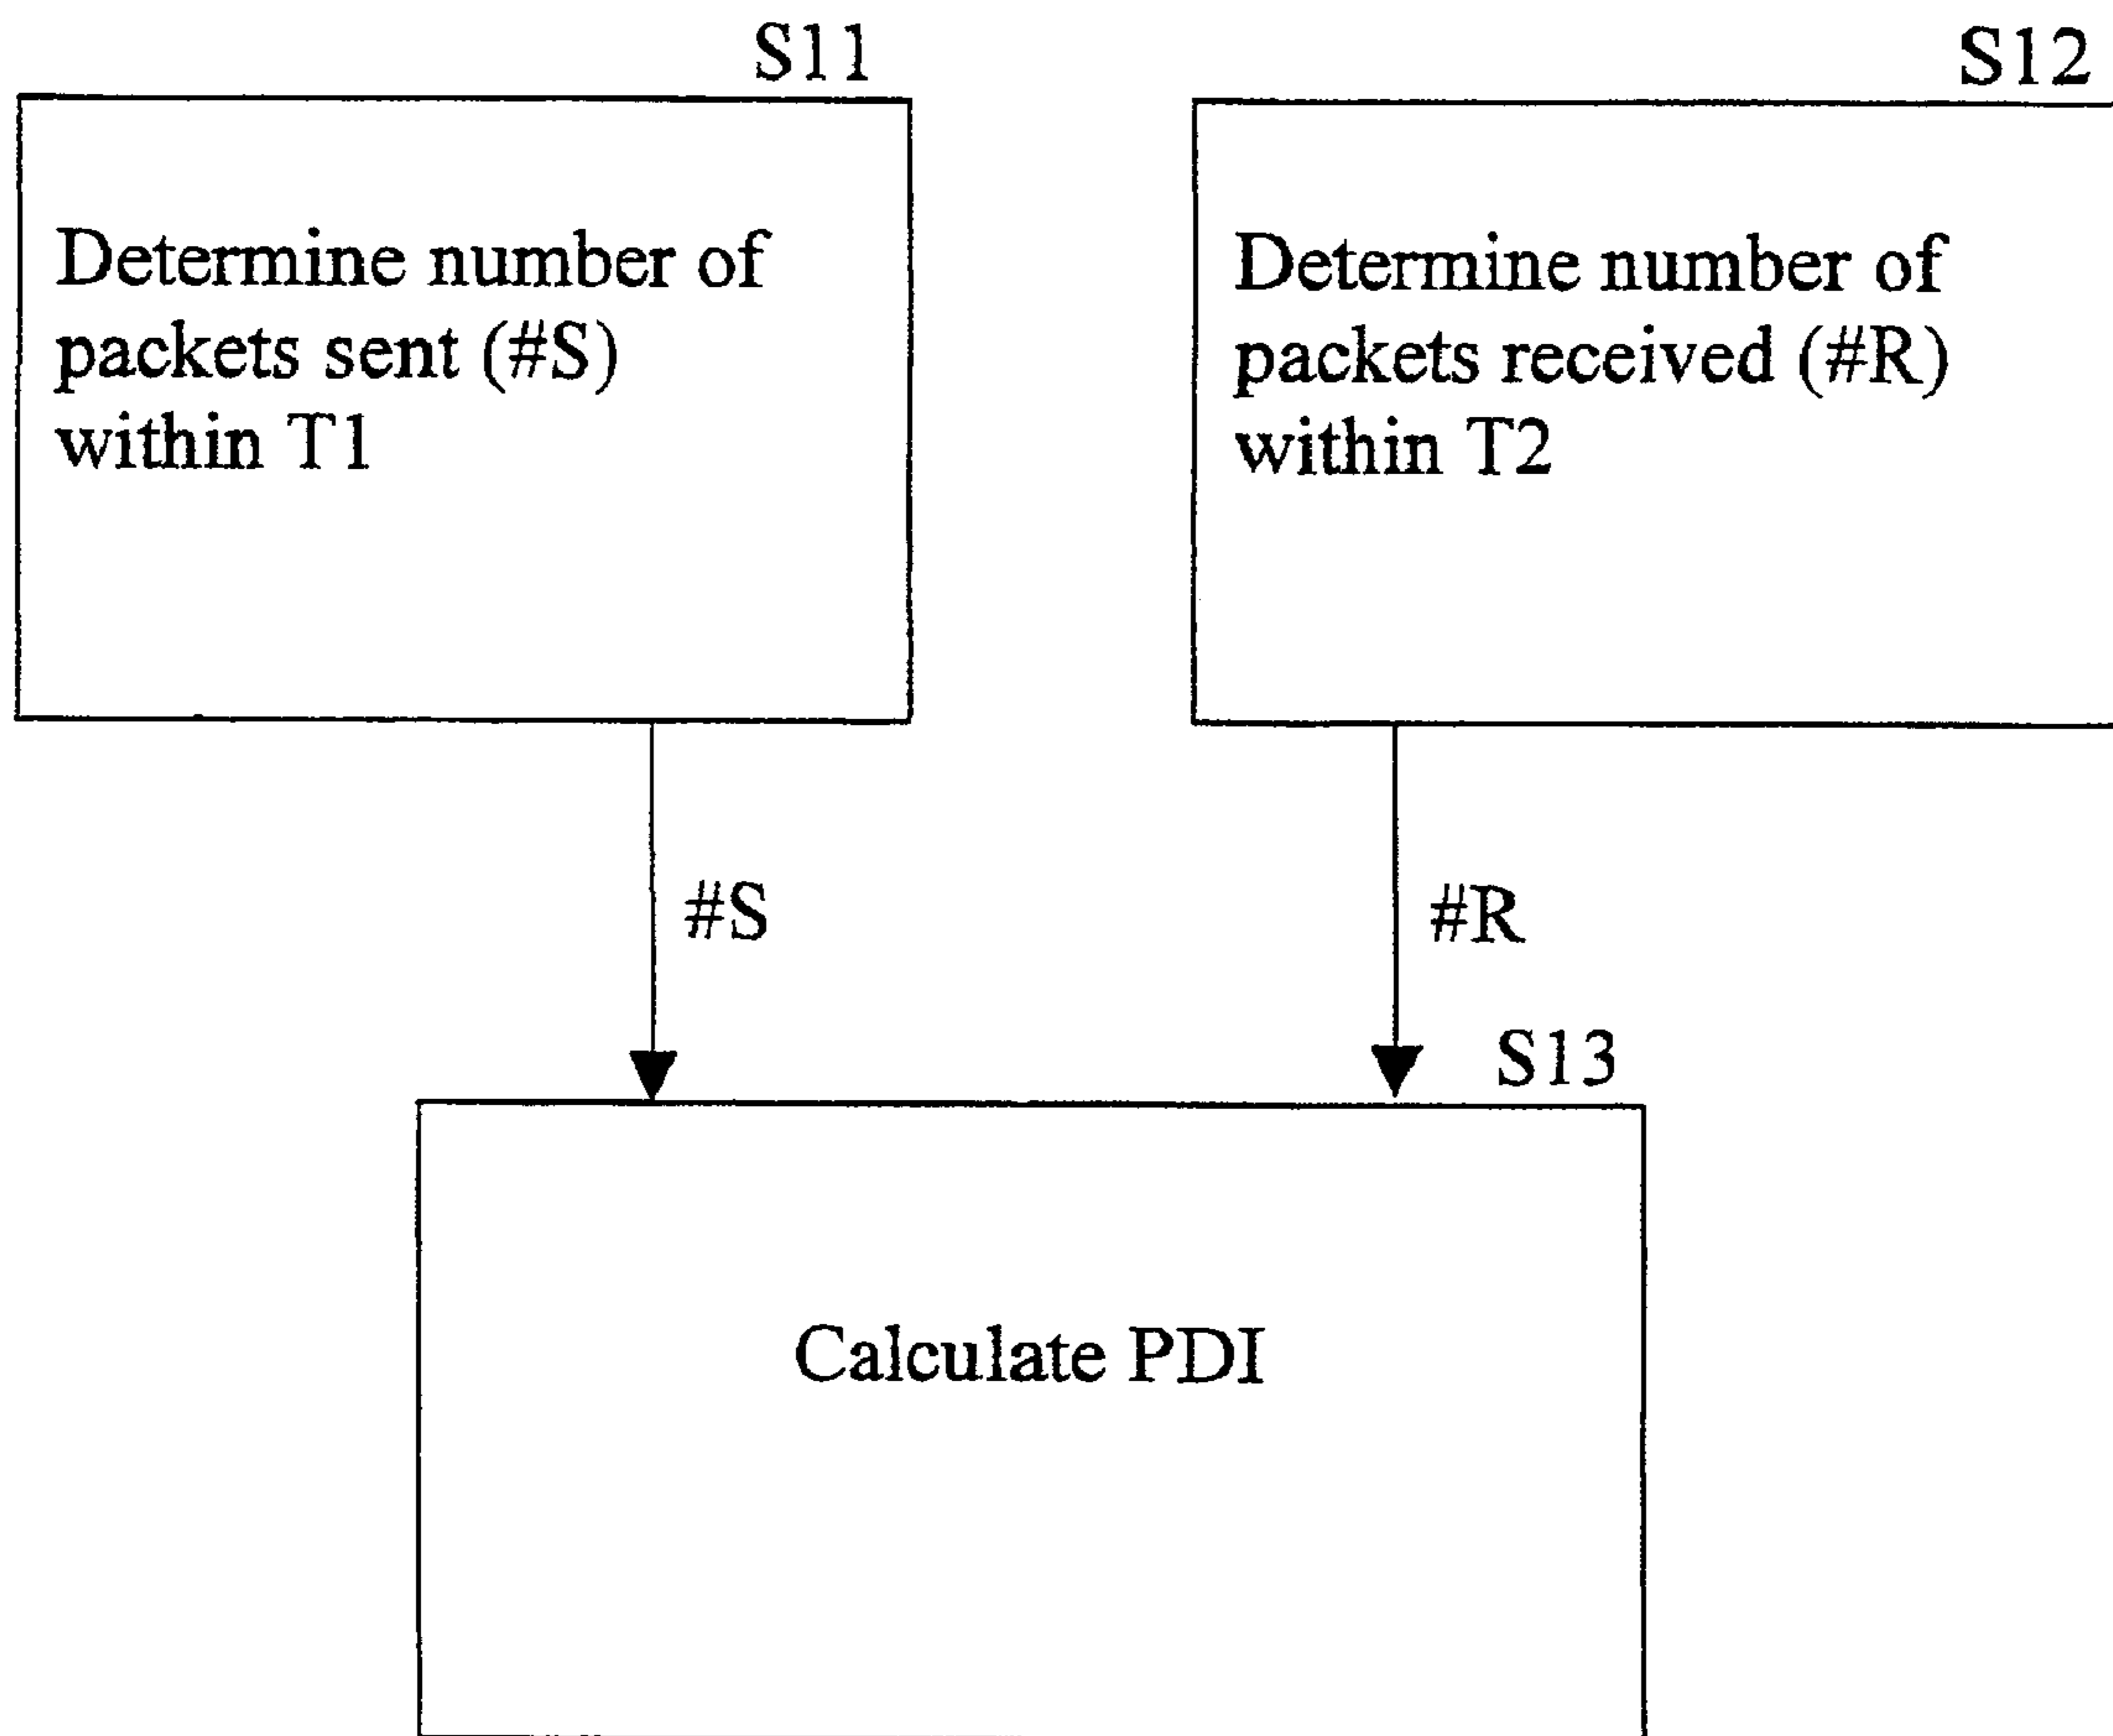 S11
Determine number of
packets sent (#S)
within T1
S12
Determine number of
packets received (#R)
within T2
#S
#R
S13
Calculate PDI